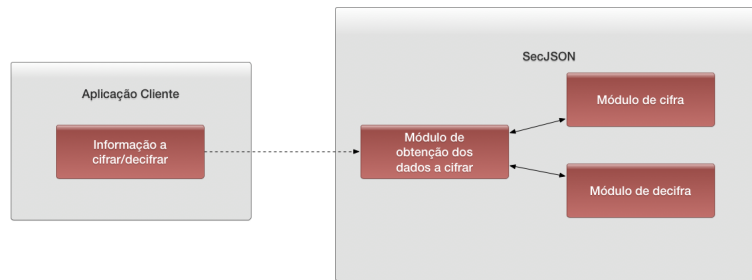 SecJSON
Aplicação Cliente
Informação a
cifrar/decifrar
Módulo de
obtenção dos
dados a cifrar
Módulo de cifra
Módulo de decifra